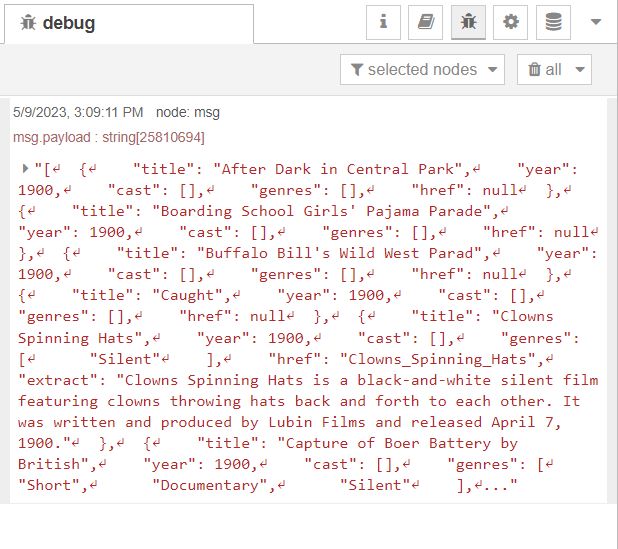 debug
selected nodes
all
5/9/2023, 3:09:11 PM node: msg
msg.payload : string[25810694]
"[↵  {↵    "title": "After Dark in Central Park",↵    "year":
1900,↵    "cast": [],↵    "genres": [],↵    "href": null↵  },↵
{↵    "title": "Boarding School Girls' Pajama Parade",↵
"year": 1900,↵    "cast": [],↵    "genres": [],↵    "href": null↵
},↵  {↵    "title": "Buffalo Bill's Wild West Parad",↵    "year":
1900,↵    "cast": [],↵    "genres": [],↵    "href": null↵  },↵
{↵    "title": "Caught",↵    "year": 1900,↵    "cast": [],↵
"genres": [],↵    "href": null↵  },↵  {↵    "title": "Clowns
Spinning Hats",↵    "year": 1900,↵    "cast": [],↵    "genres":
[↵      "Silent"↵    ],↵    "href": "Clowns_Spinning_Hats",↵
"extract": "Clowns Spinning Hats is a black-and-white silent film
featuring clowns throwing hats back and forth to each other. It
was written and produced by Lubin Films and released April 7,
1900."↵  },↵  {↵    "title": "Capture of Boer Battery by
British",↵    "year": 1900,↵    "cast": [],↵    "genres": [↵
"Short",↵      "Documentary",↵      "Silent"↵    ],↵..."